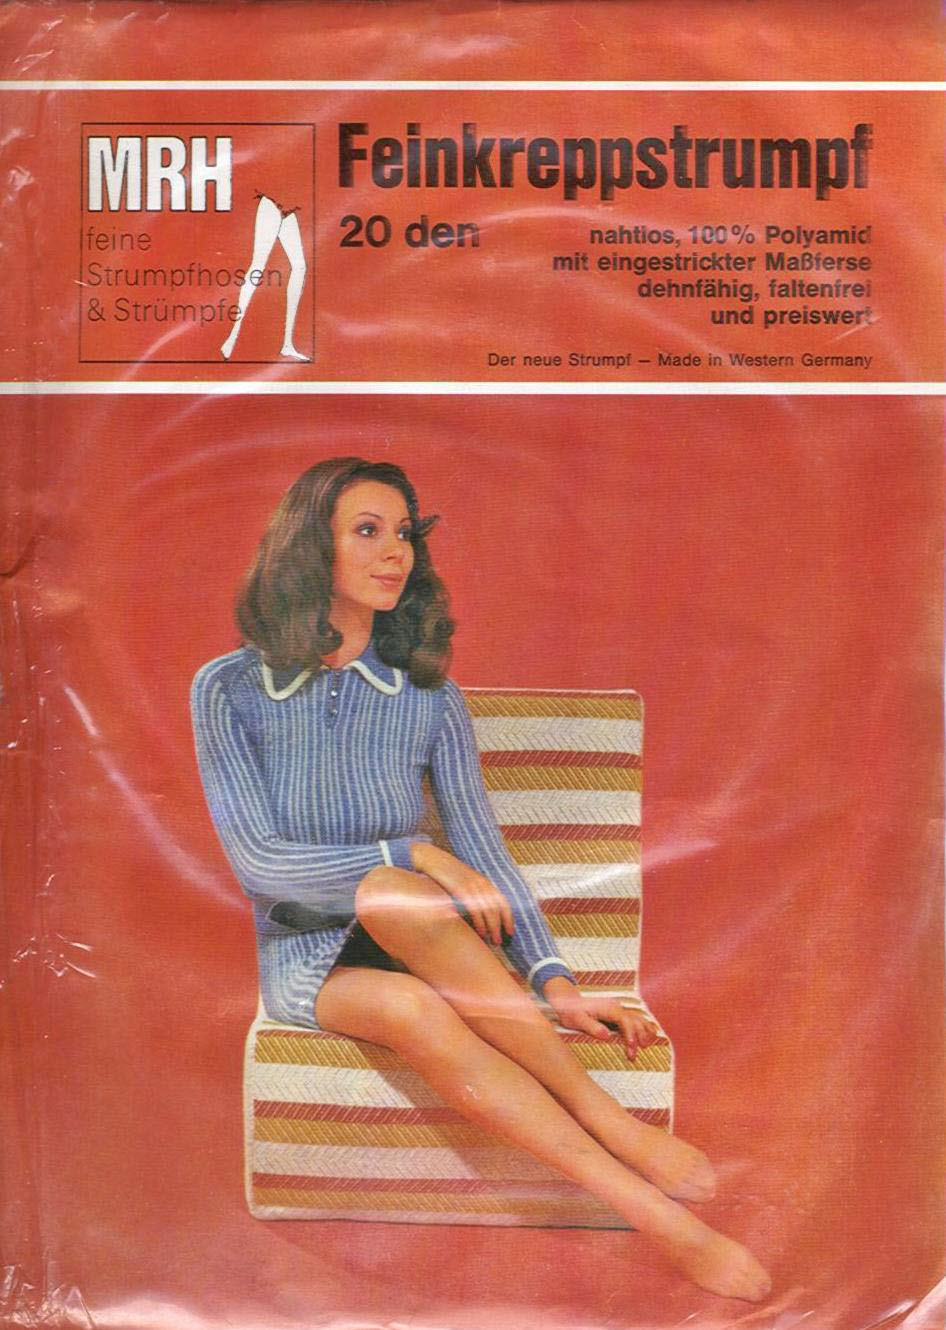 MRH
feine
Strumpfhosen
& Strümpfe
Feinkreppstrumpf
20 den
nahtlos, 100% Polyamid
mit eingestrickter Maßferse
dehnfähig, faltenfrei
und preiswert
Der neue Strumpf – Made in Western Germany